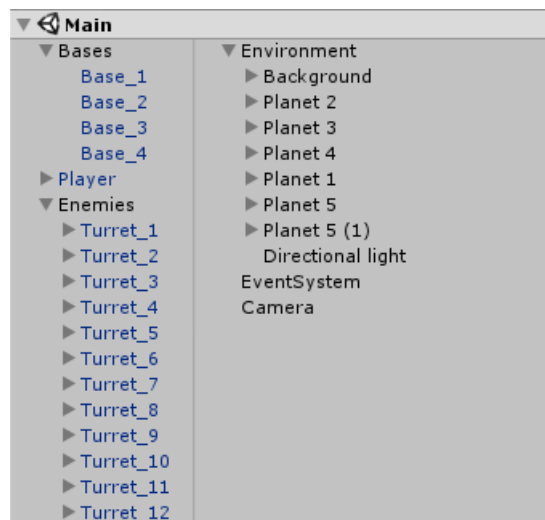 Main
Bases
Base_1
Base_2
Base_3
Base_4
Player
Enemies
Turret_1
Turret_2
Turret_3
Turret_4
Turret_5
Turret_6
Turret_7
Turret_8
Turret_9
Turret_10
Turret_11
Turret_12
Environment
Background
Planet 2
Planet 3
Planet 4
Planet 1
Planet 5
Planet 5 (1)
Directional light
EventSystem
Camera